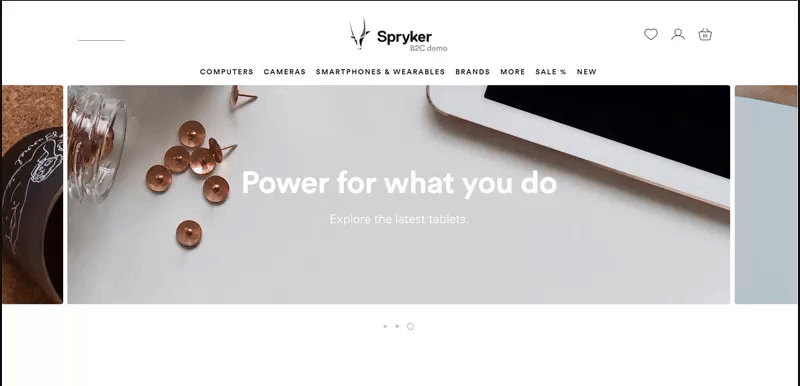 Spryker
B2C demo
COMPUTERS CAMERAS SMARTPHONES & WEARABLES BRANDS MORE SALE % NEW
Power for what you do
Explore the latest tablets.